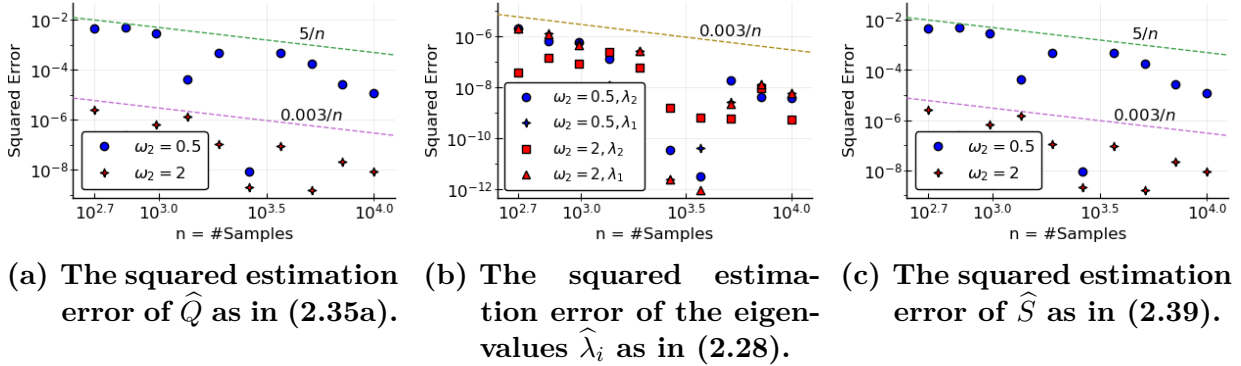 10⁻²
10⁻⁴
10⁻⁶
10⁻⁸
Squared Error
5/n
0.003/n
ω₂ = 0.5
ω₂ = 2
10^2.7
10^3.0
10^3.5
10^4.0
n = #Samples
10⁻⁶
10⁻⁸
10⁻¹⁰
10⁻¹²
Squared Error
0.003/n
ω₂ = 0.5, λ₂
ω₂ = 0.5, λ₁
ω₂ = 2, λ₂
ω₂ = 2, λ₁
10^2.7
10^3.0
10^3.5
10^4.0
n = #Samples
10⁻²
10⁻⁴
10⁻⁶
10⁻⁸
Squared Error
5/n
0.003/n
ω₂ = 0.5
ω₂ = 2
10^2.7
10^3.0
10^3.5
10^4.0
n = #Samples
(a) The squared estimation
error of Q̂ as in (2.35a).
(b) The squared estima-
tion error of the eigen-
values λ̂ᵢ as in (2.28).
(c) The squared estimation
error of Ŝ as in (2.39).